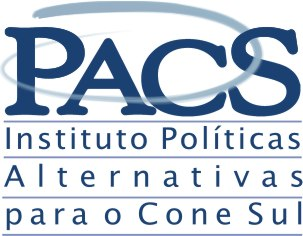 PACS
Instituto Políticas
Alternativas
para o Cone Sul